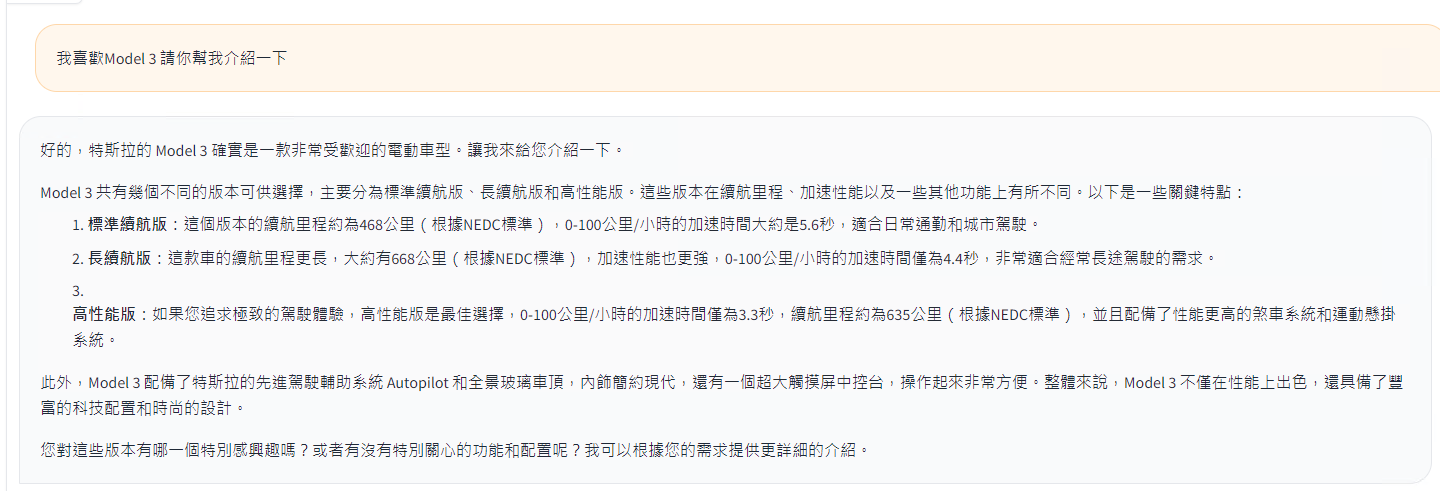 我喜歡Model 3 請你幫我介紹一下
好的，特斯拉的 Model 3 確實是一款非常受歡迎的電動車型。讓我來給您介紹一下。
Model 3 共有幾個不同的版本可供選擇，主要分為標準續航版、長續航版和高性能版。這些版本在續航里程、加速性能以及一些其他功能上有所不同。以下是一些關鍵特點：
1. 標準續航版：這個版本的續航里程約為468公里（根據NEDC標準），0-100公里/小時的加速時間大約是5.6秒，適合日常通勤和城市駕駛。
2. 長續航版：這款車的續航里程更長，大約有668公里（根據NEDC標準），加速性能也更強，0-100公里/小時的加速時間僅為4.4秒，非常適合經常長途駕駛的需求。
3.
高性能版：如果您追求極致的駕駛體驗，高性能版是最佳選擇，0-100公里/小時的加速時間僅為3.3秒，續航里程約為635公里（根據NEDC標準），並且配備了性能更高的煞車系統和運動懸掛
系統。
此外，Model 3 配備了特斯拉的先進駕駛輔助系統 Autopilot 和全景玻璃車頂，內飾簡約現代，還有一個超大觸摸屏中控台，操作起來非常方便。整體來說，Model 3 不僅在性能上出色，還具備了豐
富的科技配置和時尚的設計。
您對這些版本有哪一個特別感興趣嗎？或者有沒有特別關心的功能和配置呢？我可以根據您的需求提供更詳細的介紹。